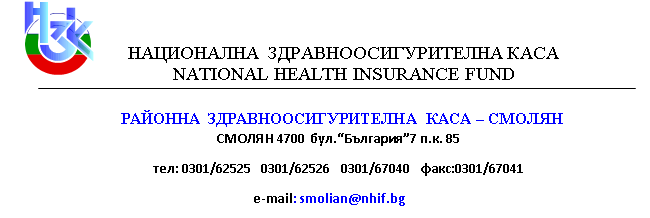 НЗК
НАЦИОНАЛНА ЗДРАВНООСИГУРИТЕЛНА КАСА
NATIONAL HEALTH INSURANCE FUND
РАЙОННА ЗДРАВНООСИГУРИТЕЛНА КАСА – СМОЛЯН
СМОЛЯН 4700 бул.“България”7 п.к. 85
тел: 0301/62525 0301/62526 0301/67040 факс:0301/67041
e-mail: smolian@nhif.bg